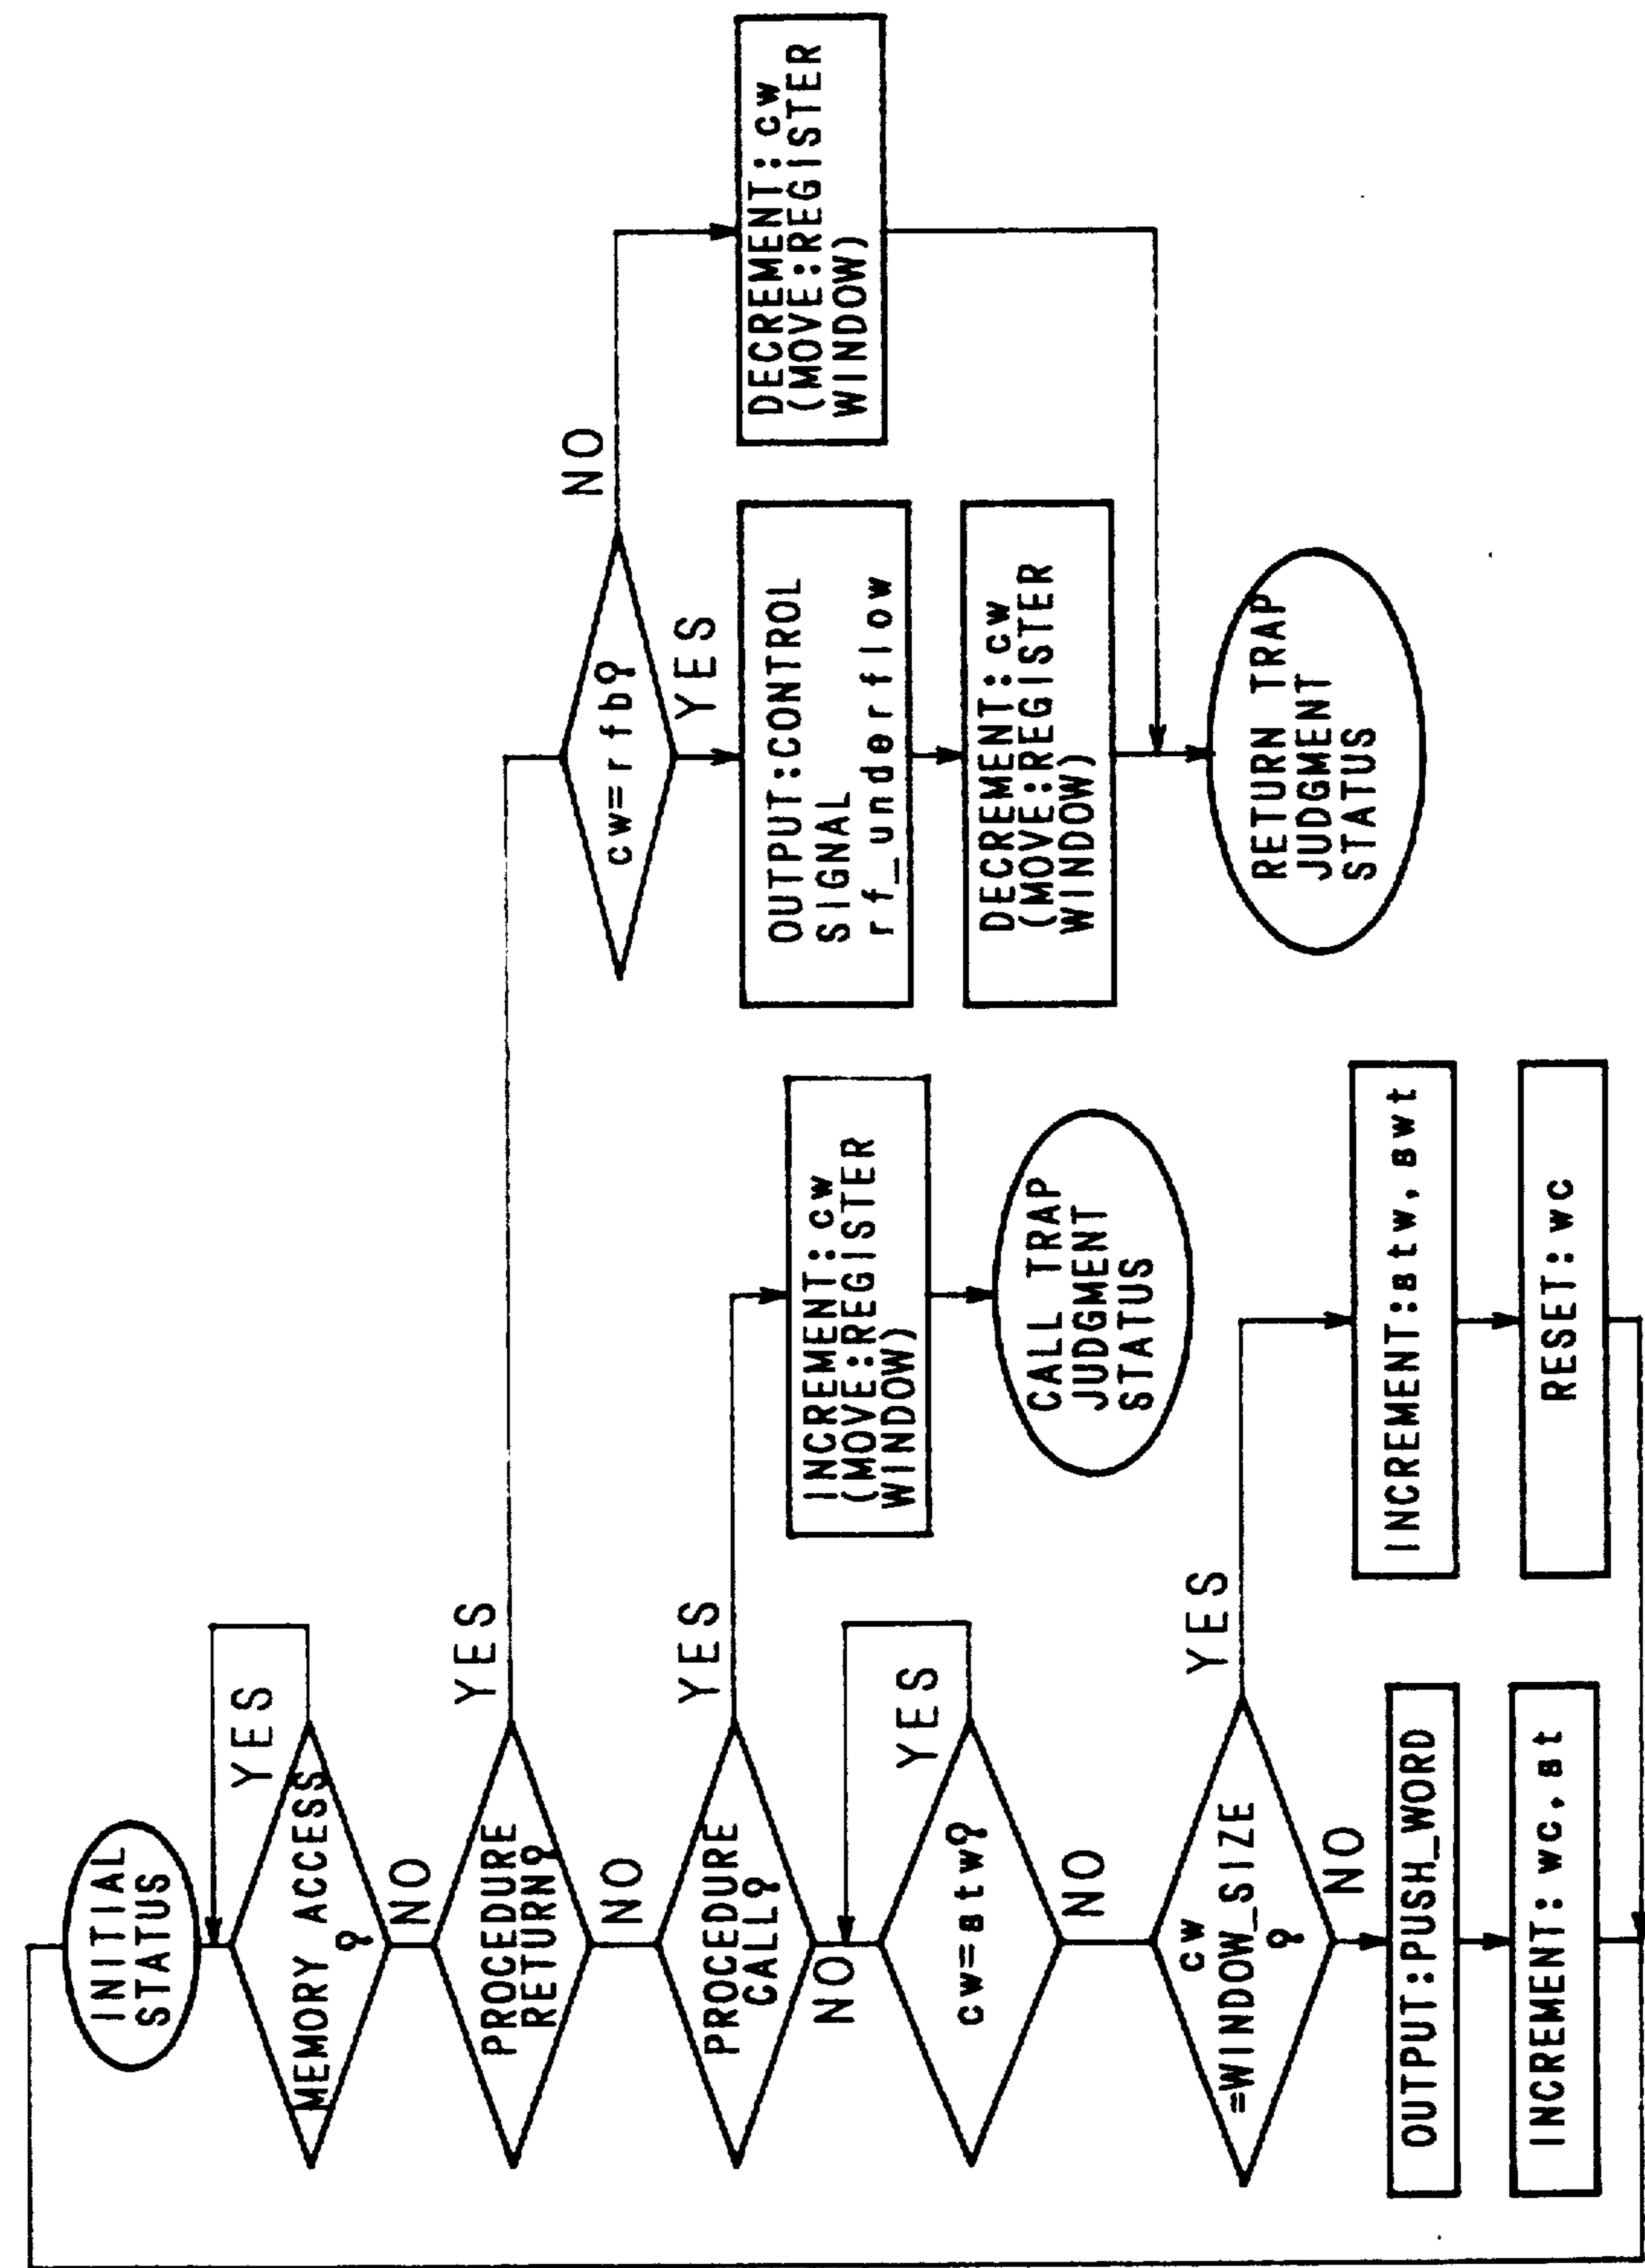 INITIAL
STATUS
MEMORY ACCESS
?
YES
NO
PROCEDURE
RETURN?
YES
NO
cw=rfb?
NO
YES
OUTPUT:CONTROL
SIGNAL
rf_underflow
DECREMENT:cw
(MOVE:REGISTER
WINDOW)
DECREMENT:cw
(MOVE:REGISTER
WINDOW)
RETURN TRAP
JUDGMENT
STATUS
PROCEDURE
CALL?
YES
NO
INCREMENT:cw
(MOVE:REGISTER
WINDOW)
CALL TRAP
JUDGMENT
STATUS
cw=stw?
YES
NO
cw
=WINDOW_SIZE
?
YES
NO
OUTPUT:PUSH_WORD
INCREMENT:wc,st
INCREMENT:stw,swt
RESET:wc